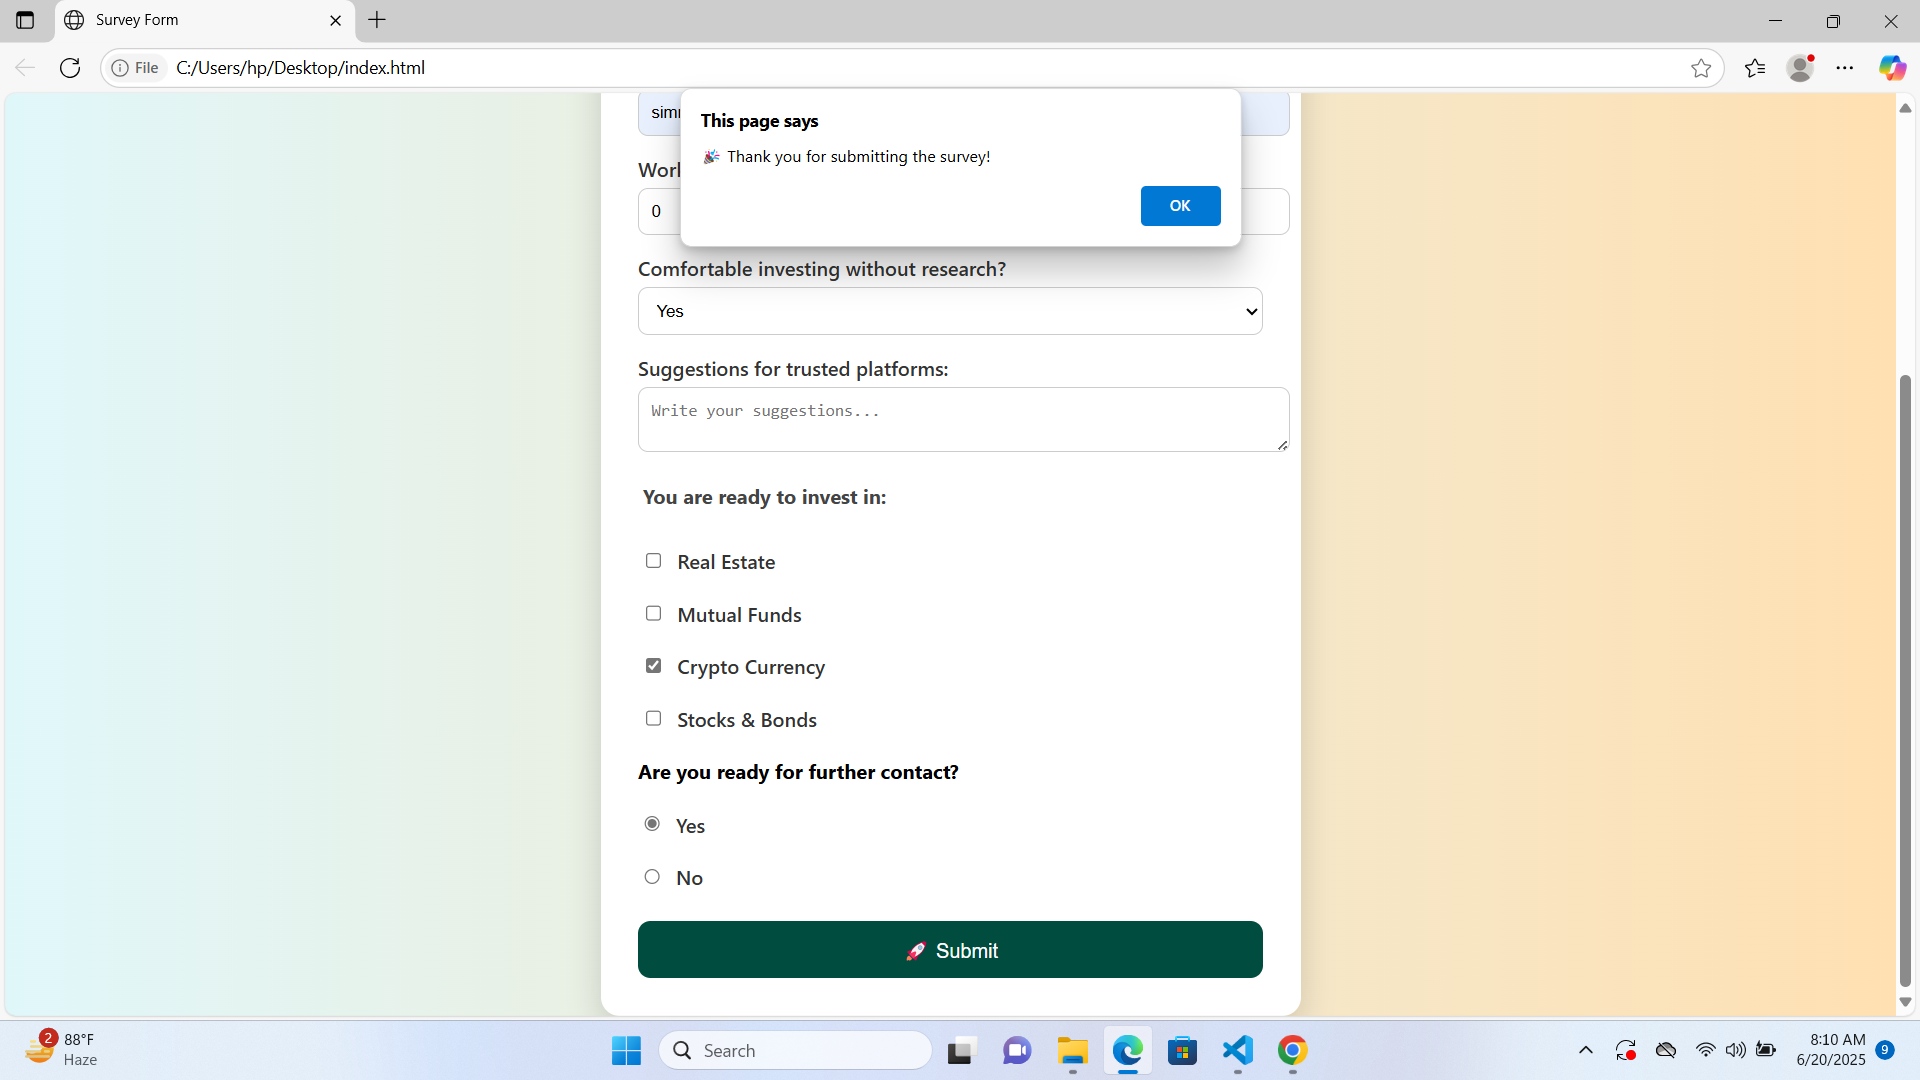 Survey Form
File
C:/Users/hp/Desktop/index.html
This page says
🎉 Thank you for submitting the survey!
OK
0
Comfortable investing without research?
Yes
Suggestions for trusted platforms:
Write your suggestions...
You are ready to invest in:
Real Estate
Mutual Funds
Crypto Currency
Stocks & Bonds
Are you ready for further contact?
Yes
No
🚀 Submit
2
88°F
Haze
Search
8:10 AM
6/20/2025
9